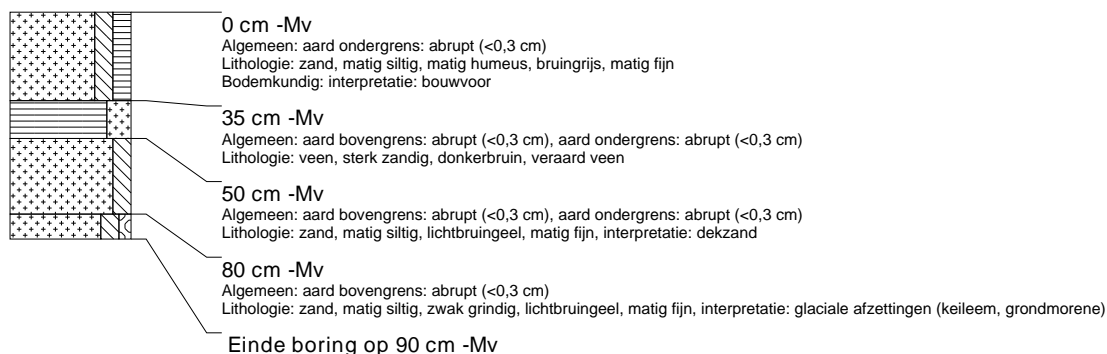 0 cm -Mv
Algemeen: aard ondergrens: abrupt (<0,3 cm)
Lithologie: zand, matig siltig, matig humeus, bruingrijs, matig fijn
Bodemkundig: interpretatie: bouwvoor
35 cm -Mv
Algemeen: aard bovengrens: abrupt (<0,3 cm), aard ondergrens: abrupt (<0,3 cm)
Lithologie: veen, sterk zandig, donkerbruin, veraard veen
50 cm -Mv
Algemeen: aard bovengrens: abrupt (<0,3 cm), aard ondergrens: abrupt (<0,3 cm)
Lithologie: zand, matig siltig, lichtbruingeel, matig fijn, interpretatie: dekzand
80 cm -Mv
Algemeen: aard bovengrens: abrupt (<0,3 cm)
Lithologie: zand, matig siltig, zwak grindig, lichtbruingeel, matig fijn, interpretatie: glaciale afzettingen (keileem, grondmorene)
Einde boring op 90 cm -Mv